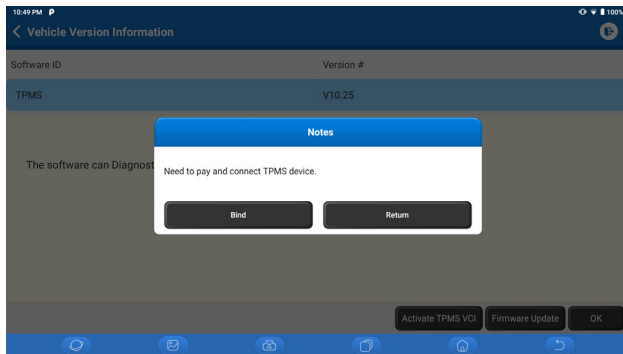 10:49 PM P 100%
Vehicle Version Information
Software ID Version #
TPMS V10.25
Notes
The software can Diagnost
Need to pay and connect TPMS device.
Bind Return
Activate TPMS VCI Firmware Update OK